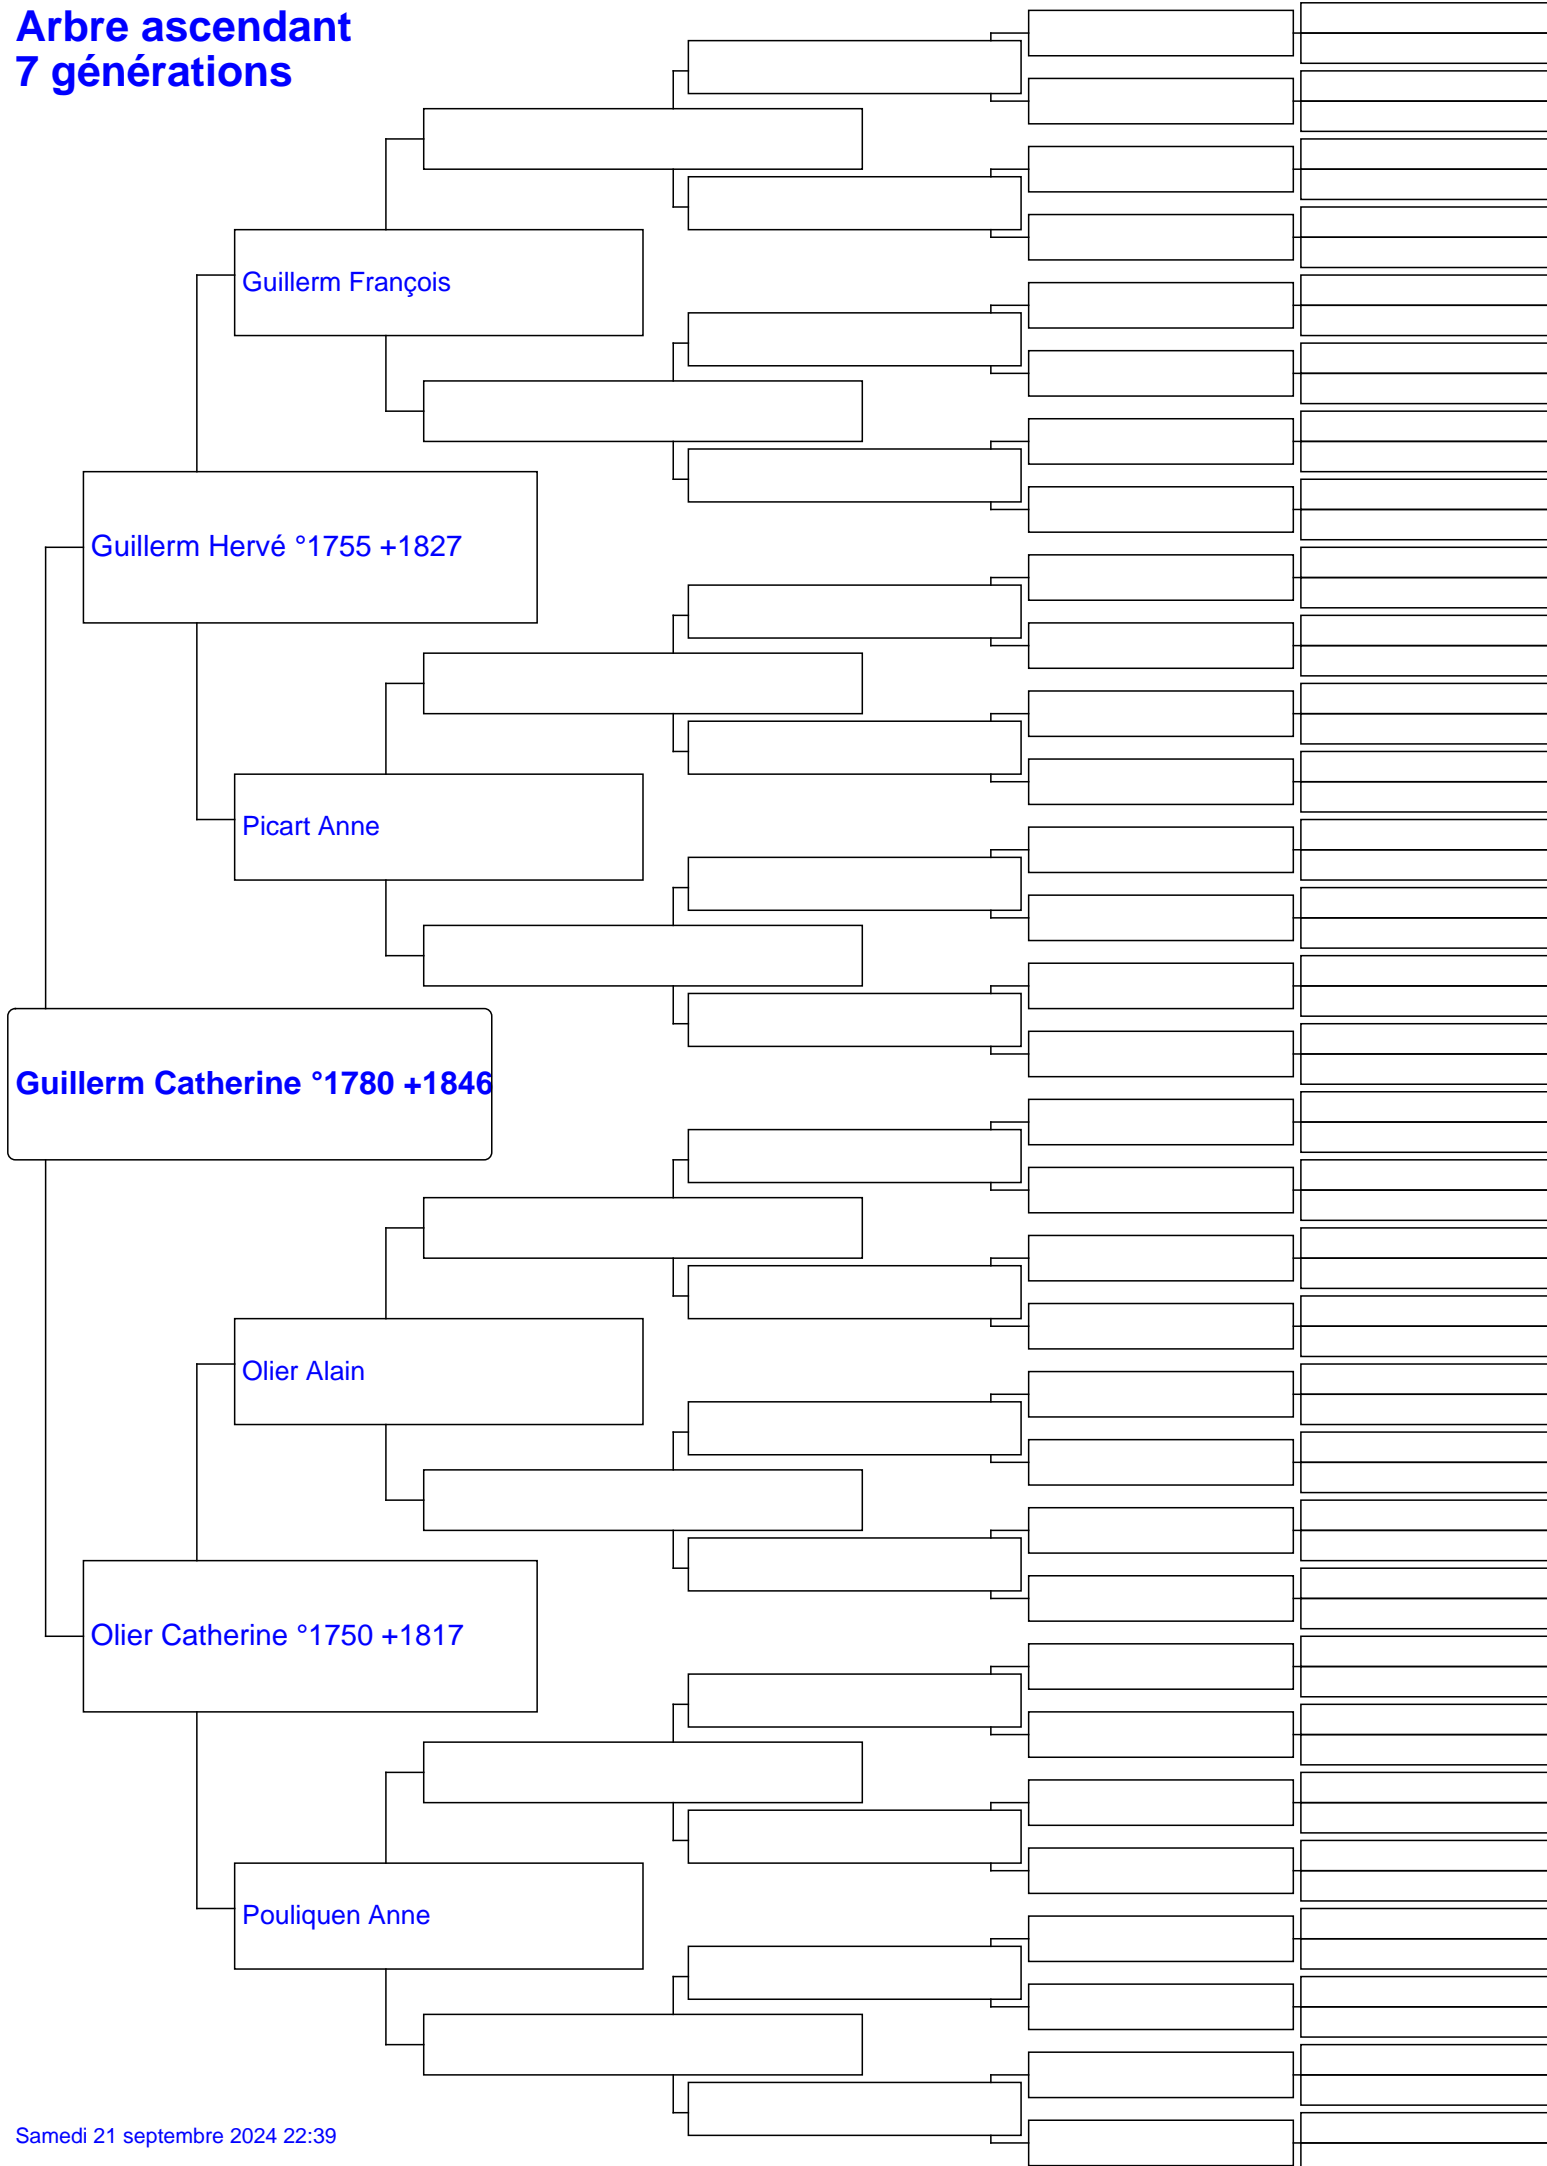 Arbre ascendant
7 générations
Guillerm François
Guillerm Hervé °1755 +1827
Picart Anne
Guillerm Catherine °1780 +1846
Olier Alain
Olier Catherine °1750 +1817
Pouliquen Anne
Samedi 21 septembre 2024 22:39